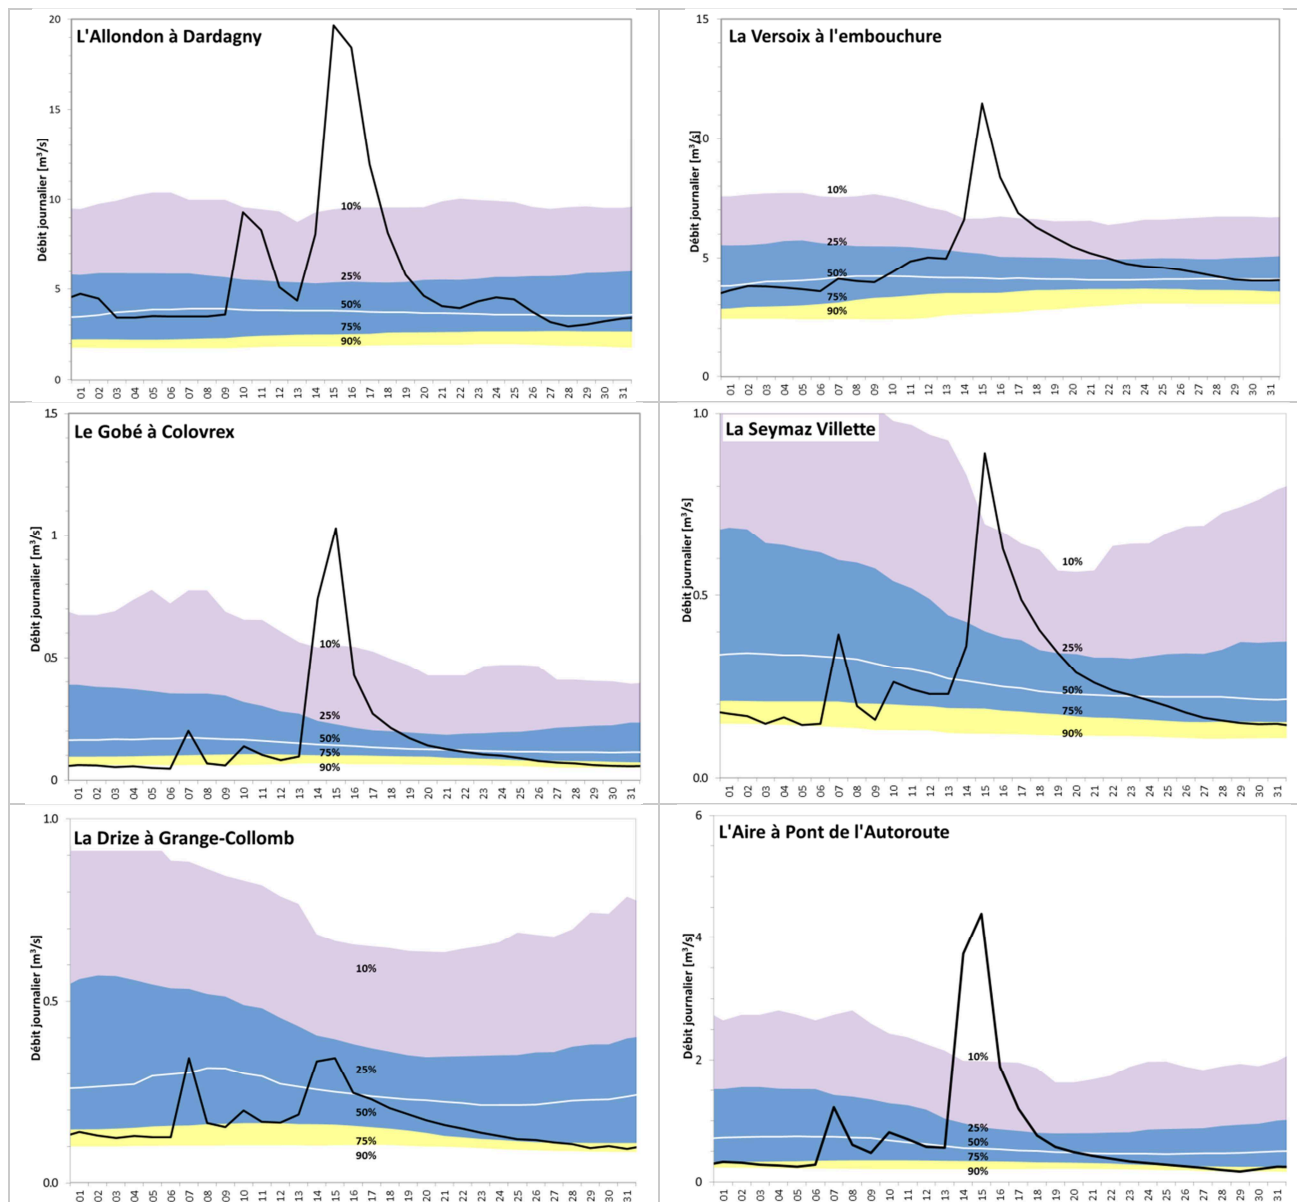 L'Allondon à Dardagny
Débit journalier [m³/s]
20
15
10
5
0
10%
25%
50%
75%
90%
01 02 03 04 05 06 07 08 09 10 11 12 13 14 15 16 17 18 19 20 21 22 23 24 25 26 27 28 29 30 31
La Versoix à l'embouchure
Débit journalier [m³/s]
15
10
5
0
10%
25%
50%
75%
90%
01 02 03 04 05 06 07 08 09 10 11 12 13 14 15 16 17 18 19 20 21 22 23 24 25 26 27 28 29 30 31
Le Gobé à Colovrex
Débit journalier [m³/s]
15
1
05
0
10%
25%
50%
75%
90%
01 02 03 04 05 06 07 08 09 10 11 12 13 14 15 16 17 18 19 20 21 22 23 24 25 26 27 28 29 30 31
La Seymaz Villette
Débit journalier [m³/s]
1.0
0.5
0.0
10%
25%
50%
75%
90%
01 02 03 04 05 06 07 08 09 10 11 12 13 14 15 16 17 18 19 20 21 22 23 24 25 26 27 28 29 30 31
La Drize à Grange-Collomb
Débit journalier [m³/s]
1.0
0.5
0.0
10%
25%
50%
75%
90%
01 02 03 04 05 06 07 08 09 10 11 12 13 14 15 16 17 18 19 20 21 22 23 24 25 26 27 28 29 30 31
L'Aire à Pont de l'Autoroute
Débit journalier [m³/s]
6
4
2
0
10%
25%
50%
75%
90%
01 02 03 04 05 06 07 08 09 10 11 12 13 14 15 16 17 18 19 20 21 22 23 24 25 26 27 28 29 30 31